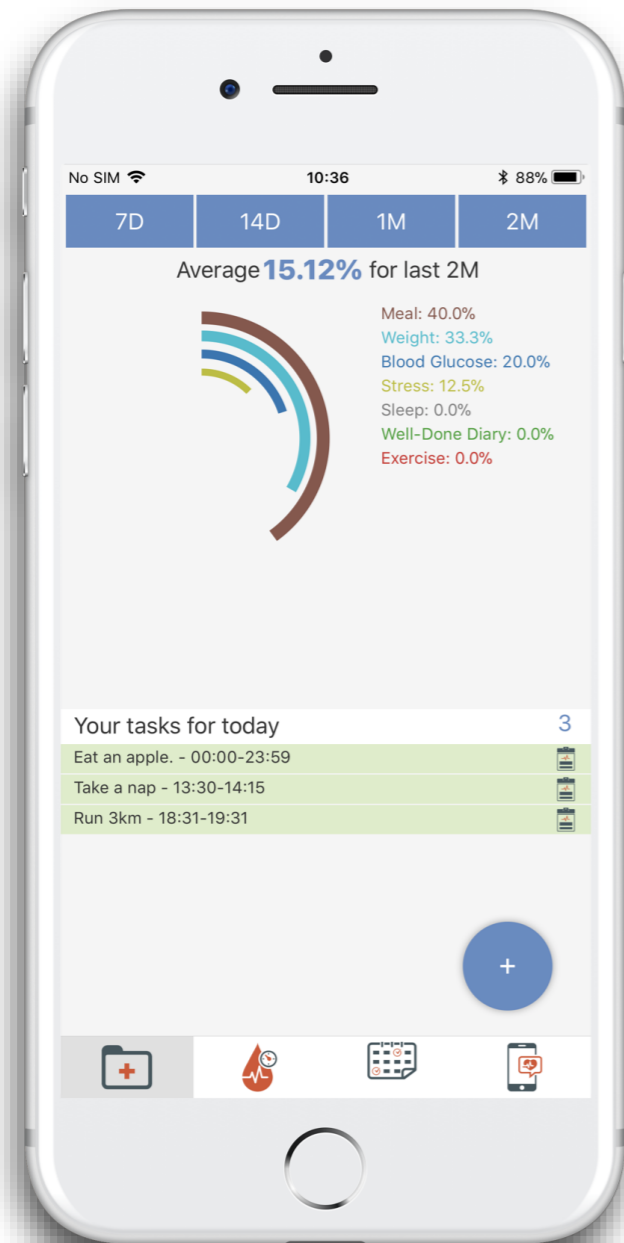 No SIM 10:36 88%
7D 14D 1M 2M
Average 15.12% for last 2M
Meal: 40.0%
Weight: 33.3%
Blood Glucose: 20.0%
Stress: 12.5%
Sleep: 0.0%
Well-Done Diary: 0.0%
Exercise: 0.0%
Your tasks for today 3
Eat an apple. - 00:00-23:59
Take a nap - 13:30-14:15
Run 3km - 18:31-19:31
+